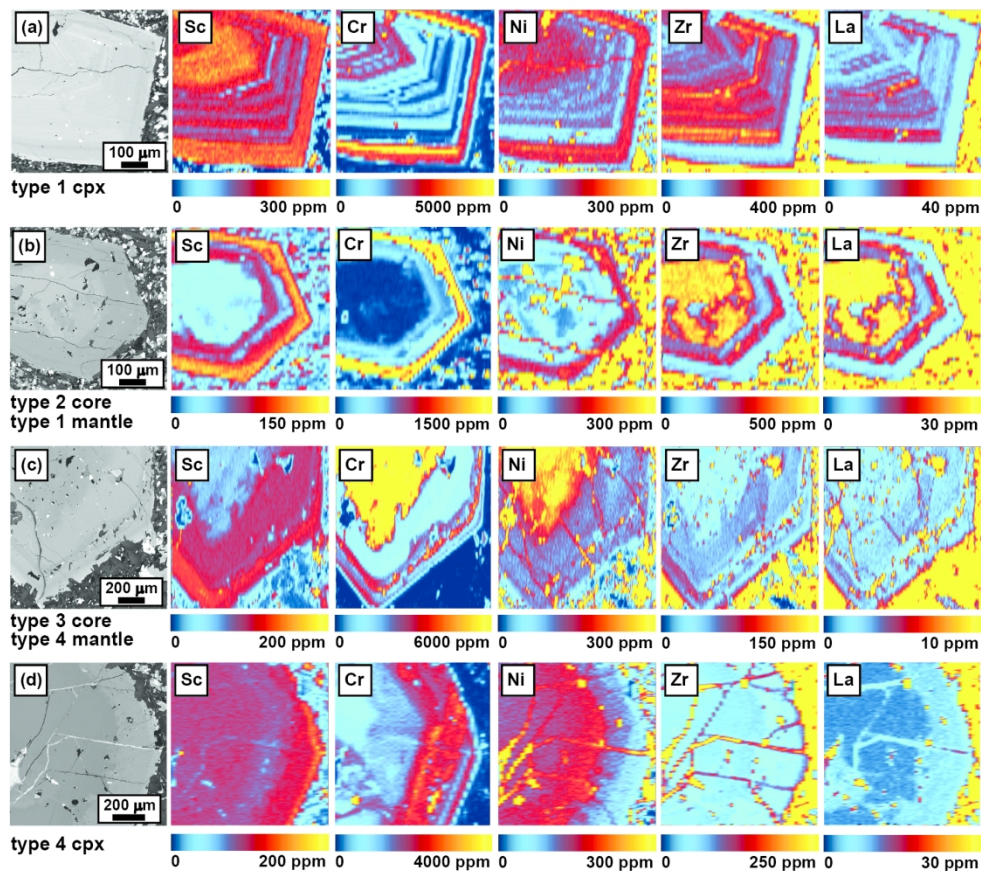 (a) Sc Cr Ni Zr La
100 µm
type 1 cpx
0 300 ppm 0 5000 ppm 0 300 ppm 0 400 ppm 0 40 ppm
(b) Sc Cr Ni Zr La
100 µm
type 2 core
type 1 mantle
0 150 ppm 0 1500 ppm 0 300 ppm 0 500 ppm 0 30 ppm
(c) Sc Cr Ni Zr La
200 µm
type 3 core
type 4 mantle
0 200 ppm 0 6000 ppm 0 300 ppm 0 150 ppm 0 10 ppm
(d) Sc Cr Ni Zr La
200 µm
type 4 cpx
0 200 ppm 0 4000 ppm 0 300 ppm 0 250 ppm 0 30 ppm